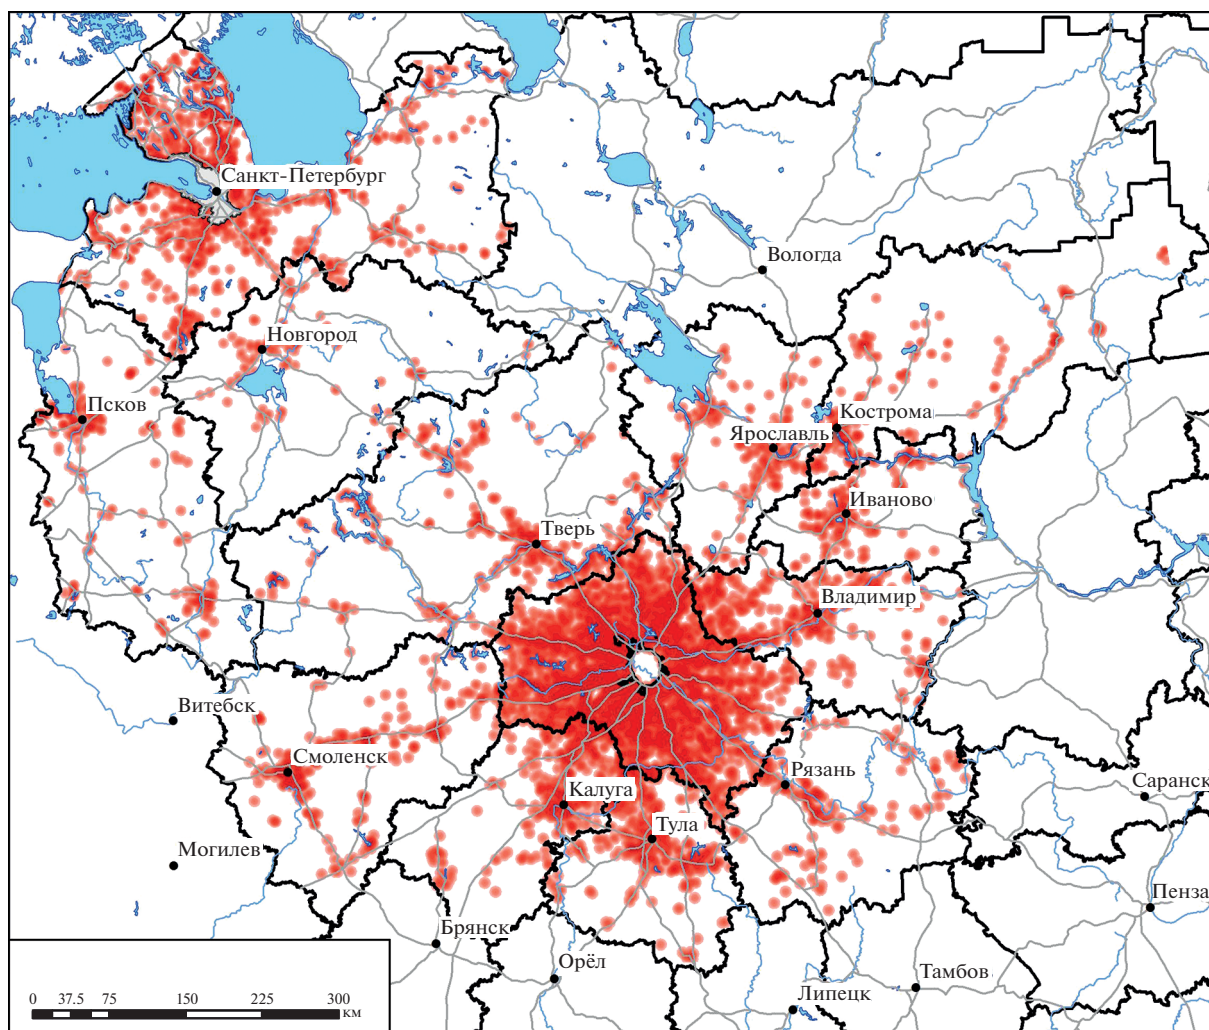 Санкт-Петербург
Вологда
Новгород
Псков
Кострома
Ярославль
Иваново
Тверь
Владимир
Витебск
Смоленск
Рязань
Саранск
Калуга
Тула
Могилев
Пенза
Брянск
Орёл
Тамбов
Липецк
0 37.5 75 150 225 300
км